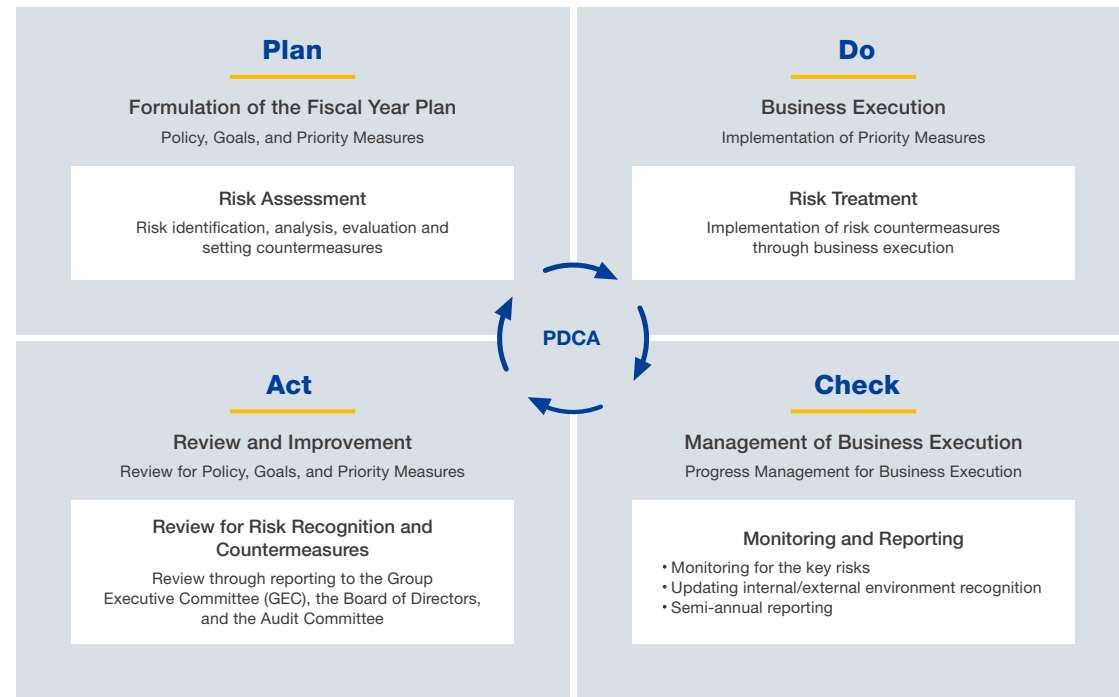 Plan
Formulation of the Fiscal Year Plan
Policy, Goals, and Priority Measures
Risk Assessment
Risk identification, analysis, evaluation and
setting countermeasures
Do
Business Execution
Implementation of Priority Measures
Risk Treatment
Implementation of risk countermeasures
through business execution
PDCA
Act
Review and Improvement
Review for Policy, Goals, and Priority Measures
Review for Risk Recognition and
Countermeasures
Review through reporting to the Group
Executive Committee (GEC), the Board of Directors,
and the Audit Committee
Check
Management of Business Execution
Progress Management for Business Execution
Monitoring and Reporting
• Monitoring for the key risks
• Updating internal/external environment recognition
• Semi-annual reporting